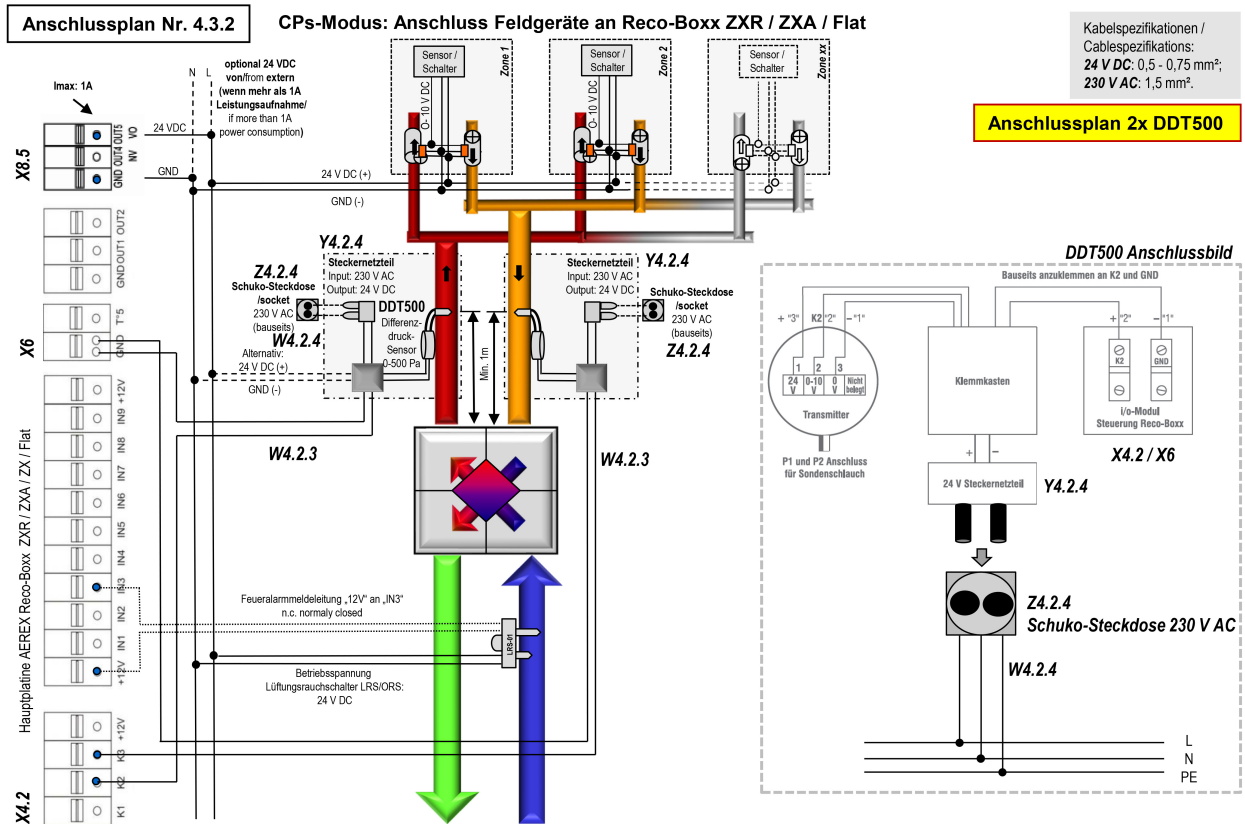 Anschlussplan Nr. 4.3.2
CPs-Modus: Anschluss Feldgeräte an Reco-Boxx ZXR / ZXA / Flat
Kabelspezifikationen /
Cablespezifikations:
24 V DC: 0,5 - 0,75 mm²;
230 V AC: 1,5 mm².
Anschlussplan 2x DDT500
N L
optional 24 VDC
von/from extern
(wenn mehr als 1A
Leistungsaufnahme/
if more than 1A
power consumption)
Imax: 1A
Sensor /
Schalter
Zone 1
0- 10 V DC
Sensor /
Schalter
Zone 2
0- 10 V DC
Sensor /
Schalter
Zone xx
X8.5
OUT5
VO
OUT4
NV
GND
24 VDC
GND
24 V DC (+)
GND (-)
OUT2
OUT1
GND
X6
T°5
GND
+12V
IN9
IN8
IN7
IN6
IN5
IN4
IN3
IN2
IN1
+12V
Hauptplatine AEREX Reco-Boxx ZXR / ZXA / ZX / Flat
X4.2
+12V
K3
K2
K1
Y4.2.4
Steckernetzteil
Input: 230 V AC
Output: 24 V DC
Z4.2.4
Schuko-Steckdose
/socket
230 V AC
(bauseits)
W4.2.4
DDT500
Differenz-
druck-
Sensor
0-500 Pa
Alternativ:
24 V DC (+)
GND (-)
Min. 1m
Steckernetzteil
Input: 230 V AC
Output: 24 V DC
Y4.2.4
Schuko-Steckdose
/socket
230 V AC
(bauseits)
Z4.2.4
W4.2.3
W4.2.3
Feueralarmmeldeleitung „12V“ an „IN3“
n.c. normaly closed
LRS-01
Betriebsspannung
Lüftungsrauchschalter LRS/ORS:
24 V DC
DDT500 Anschlussbild
Bauseits anzuklemmen an K2 und GND
+ "3" K2 "2" – "1"
+ "2" – "1"
1 2 3
24 V
0-10 V
0 V
Nicht belegt
Transmitter
P1 und P2 Anschluss
für Sondenschlauch
Klemmkasten
K2
GND
i/o-Modul
Steuerung Reco-Boxx
X4.2 / X6
+ –
24 V Steckernetzteil
Y4.2.4
Z4.2.4
Schuko-Steckdose 230 V AC
W4.2.4
L
N
PE